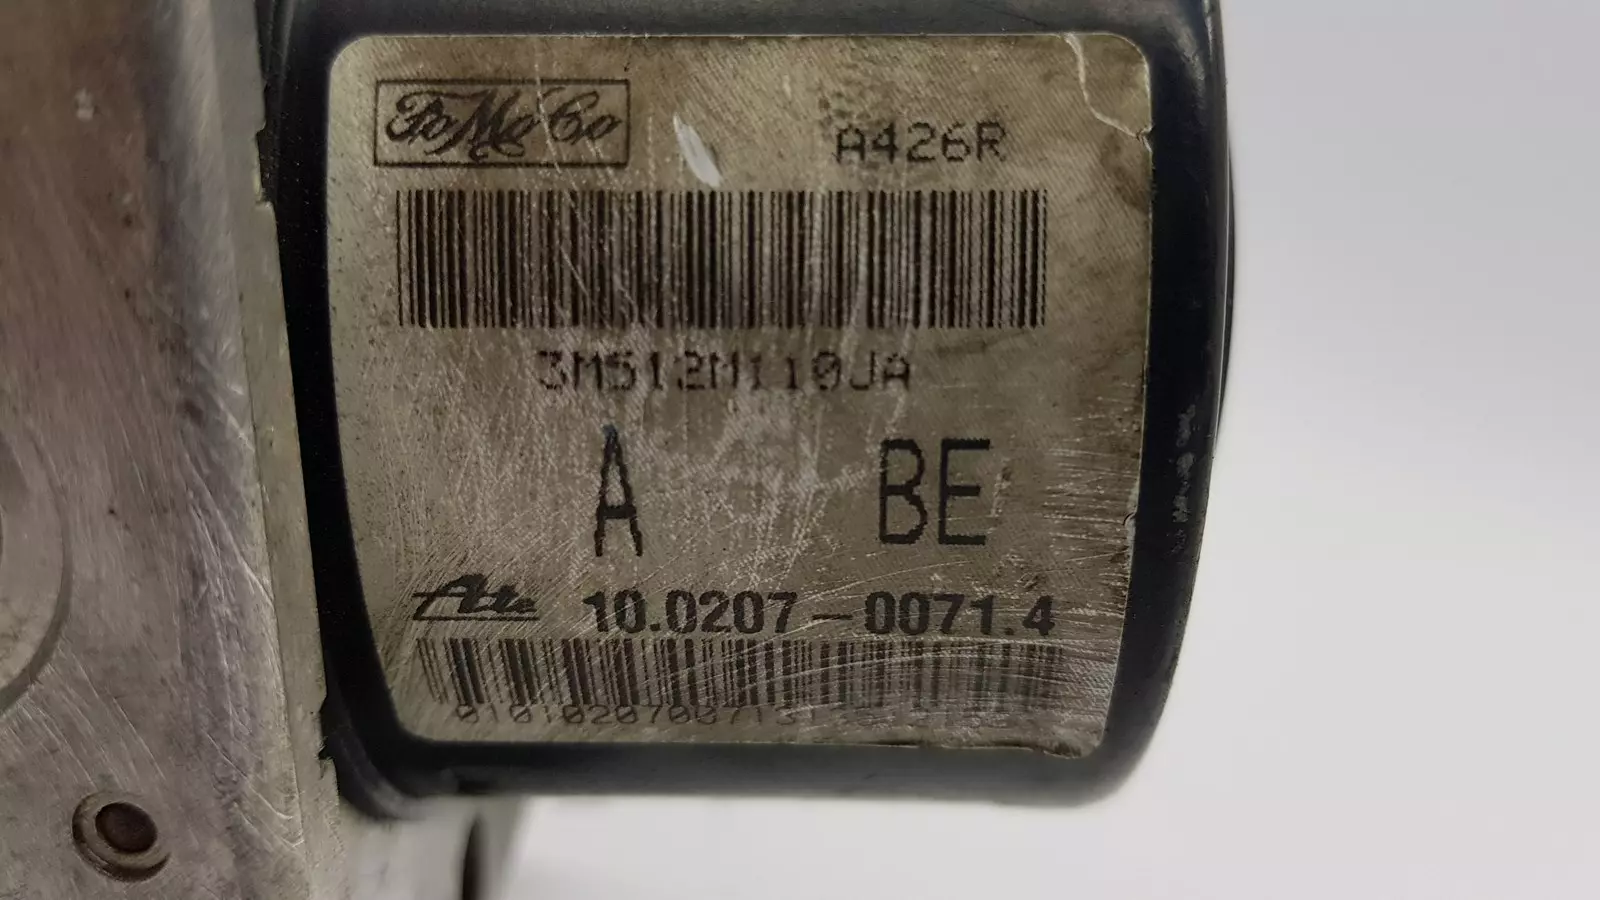 FoMoCo
A426R
3M512M110JA
A BE
Ate 10.0207-0071.4